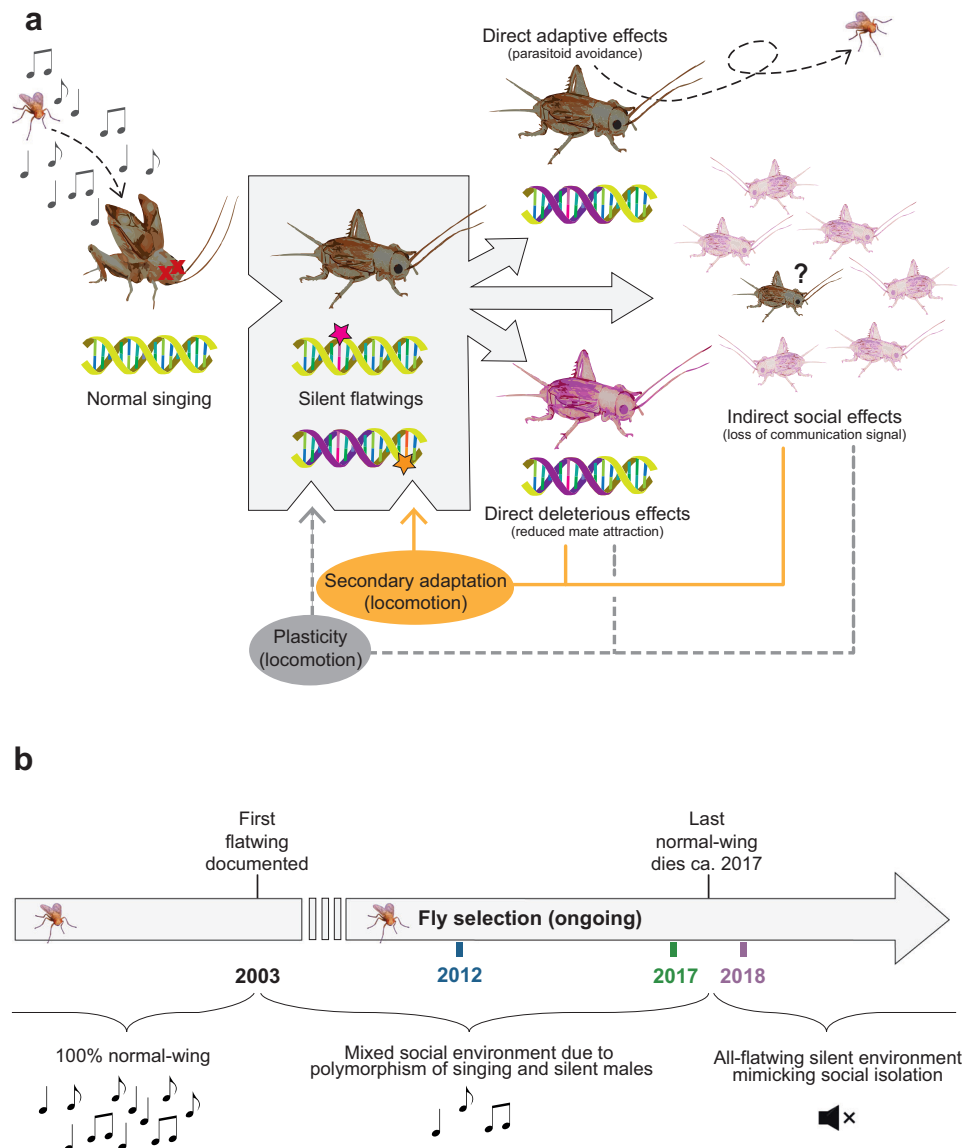 a
Direct adaptive effects
(parasitoid avoidance)
?
Normal singing
Silent flatwings
Indirect social effects
(loss of communication signal)
Direct deleterious effects
(reduced mate attraction)
Secondary adaptation
(locomotion)
Plasticity
(locomotion)
b
First
flatwing
documented
Last
normal-wing
dies ca. 2017
Fly selection (ongoing)
2003
2012
2017
2018
100% normal-wing
Mixed social environment due to
polymorphism of singing and silent males
All-flatwing silent environment
mimicking social isolation